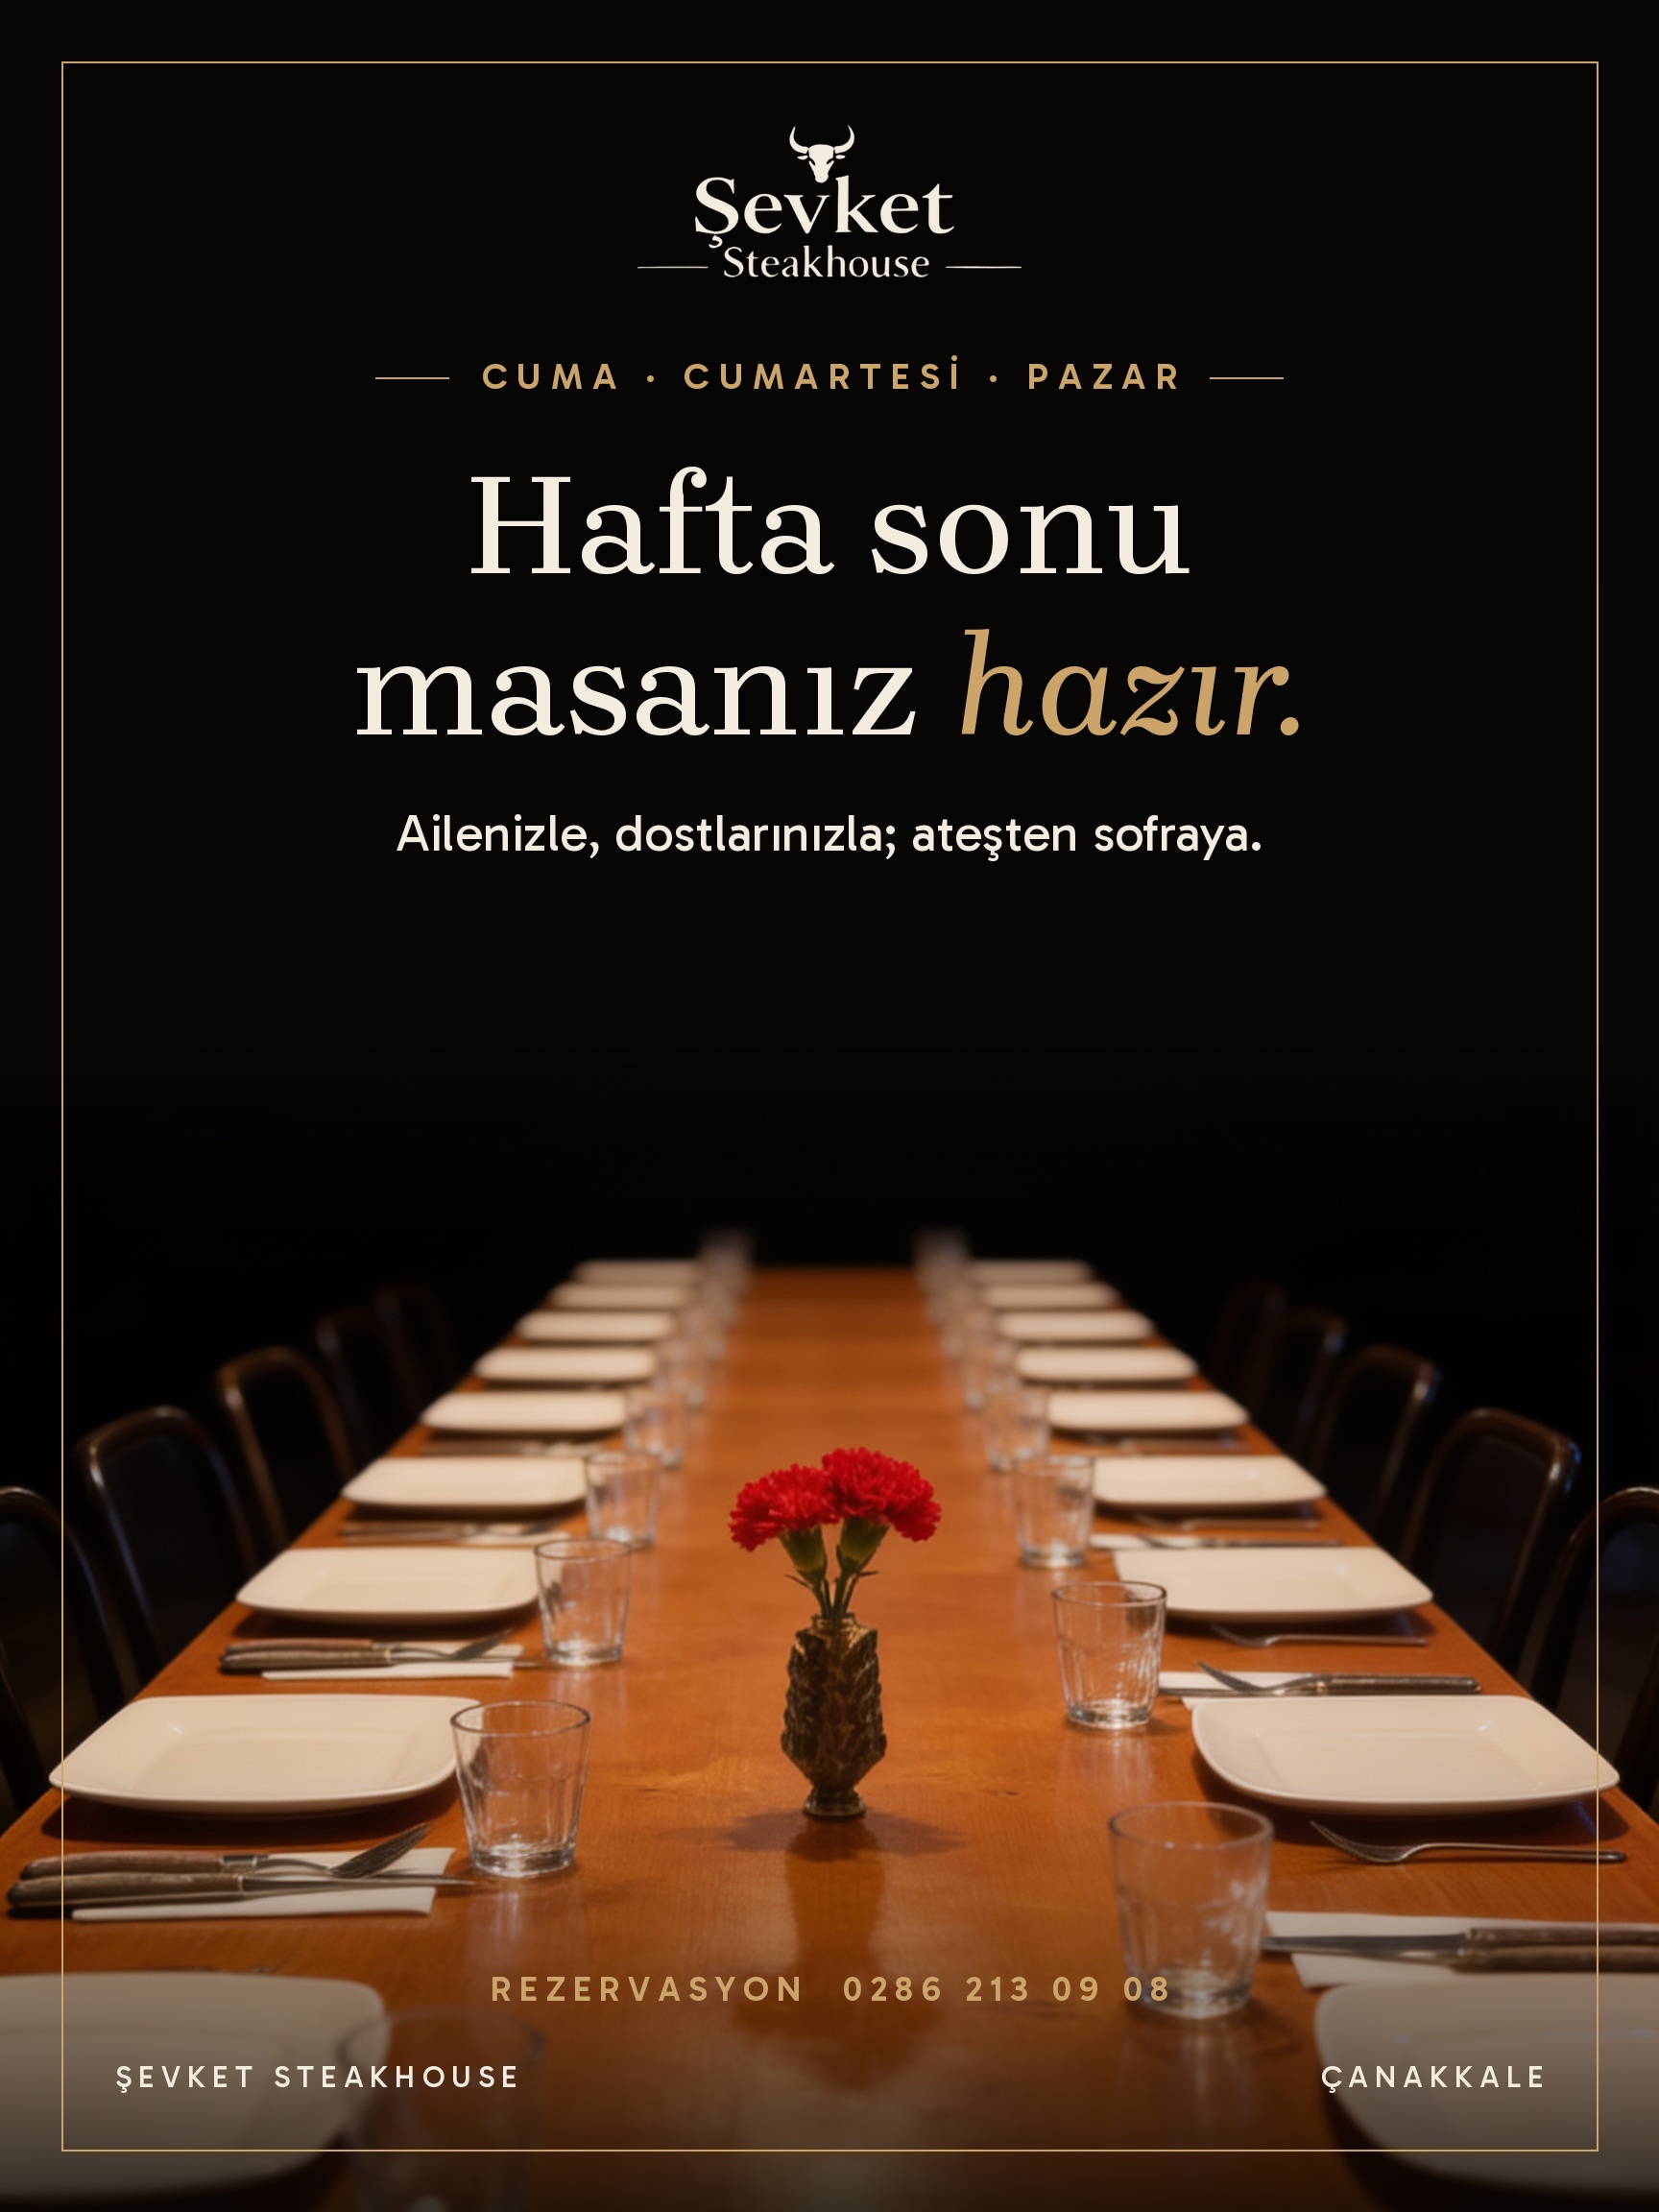 Şevket
Steakhouse
CUMA · CUMARTESİ · PAZAR
Hafta sonu
masanız hazır.
Ailenizle, dostlarınızla; ateşten sofraya.
REZERVASYON 0286 213 09 08
ŞEVKET STEAKHOUSE
ÇANAKKALE